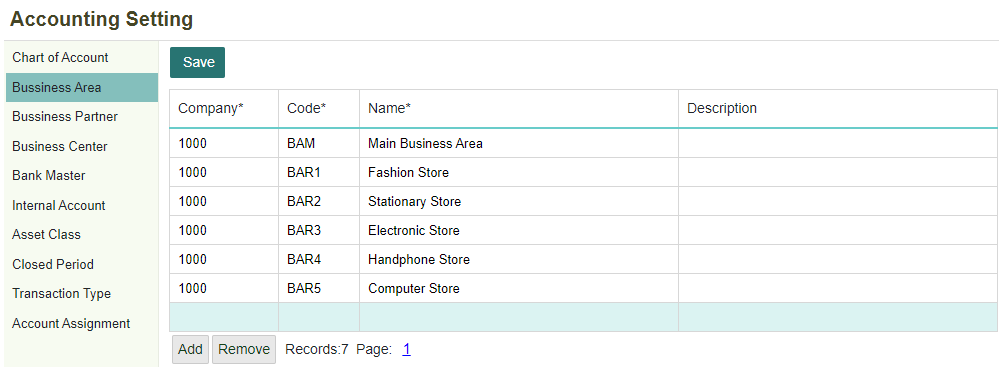 Accounting Setting
Chart of Account
Bussiness Area
Bussiness Partner
Business Center
Bank Master
Internal Account
Asset Class
Closed Period
Transaction Type
Account Assignment
Save
Company* Code* Name* Description
1000 BAM Main Business Area
1000 BAR1 Fashion Store
1000 BAR2 Stationary Store
1000 BAR3 Electronic Store
1000 BAR4 Handphone Store
1000 BAR5 Computer Store
Add Remove Records:7 Page: 1